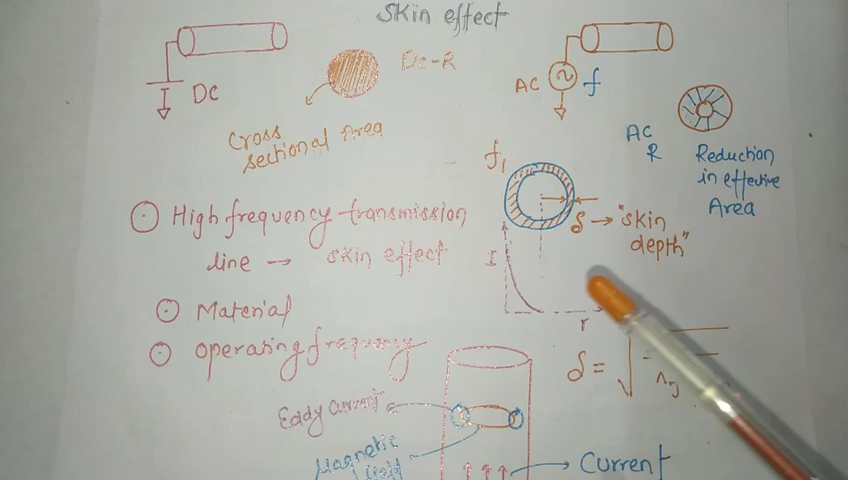 Skin effect
DC
DC-R
Cross
sectional Area
AC
f
AC
R
Reduction
in effective
Area
f1
δ → "skin
depth"
I
r
High frequency transmission
line → skin effect
Material
Operating frequency
δ = √
Eddy Current
Magnetic
Current